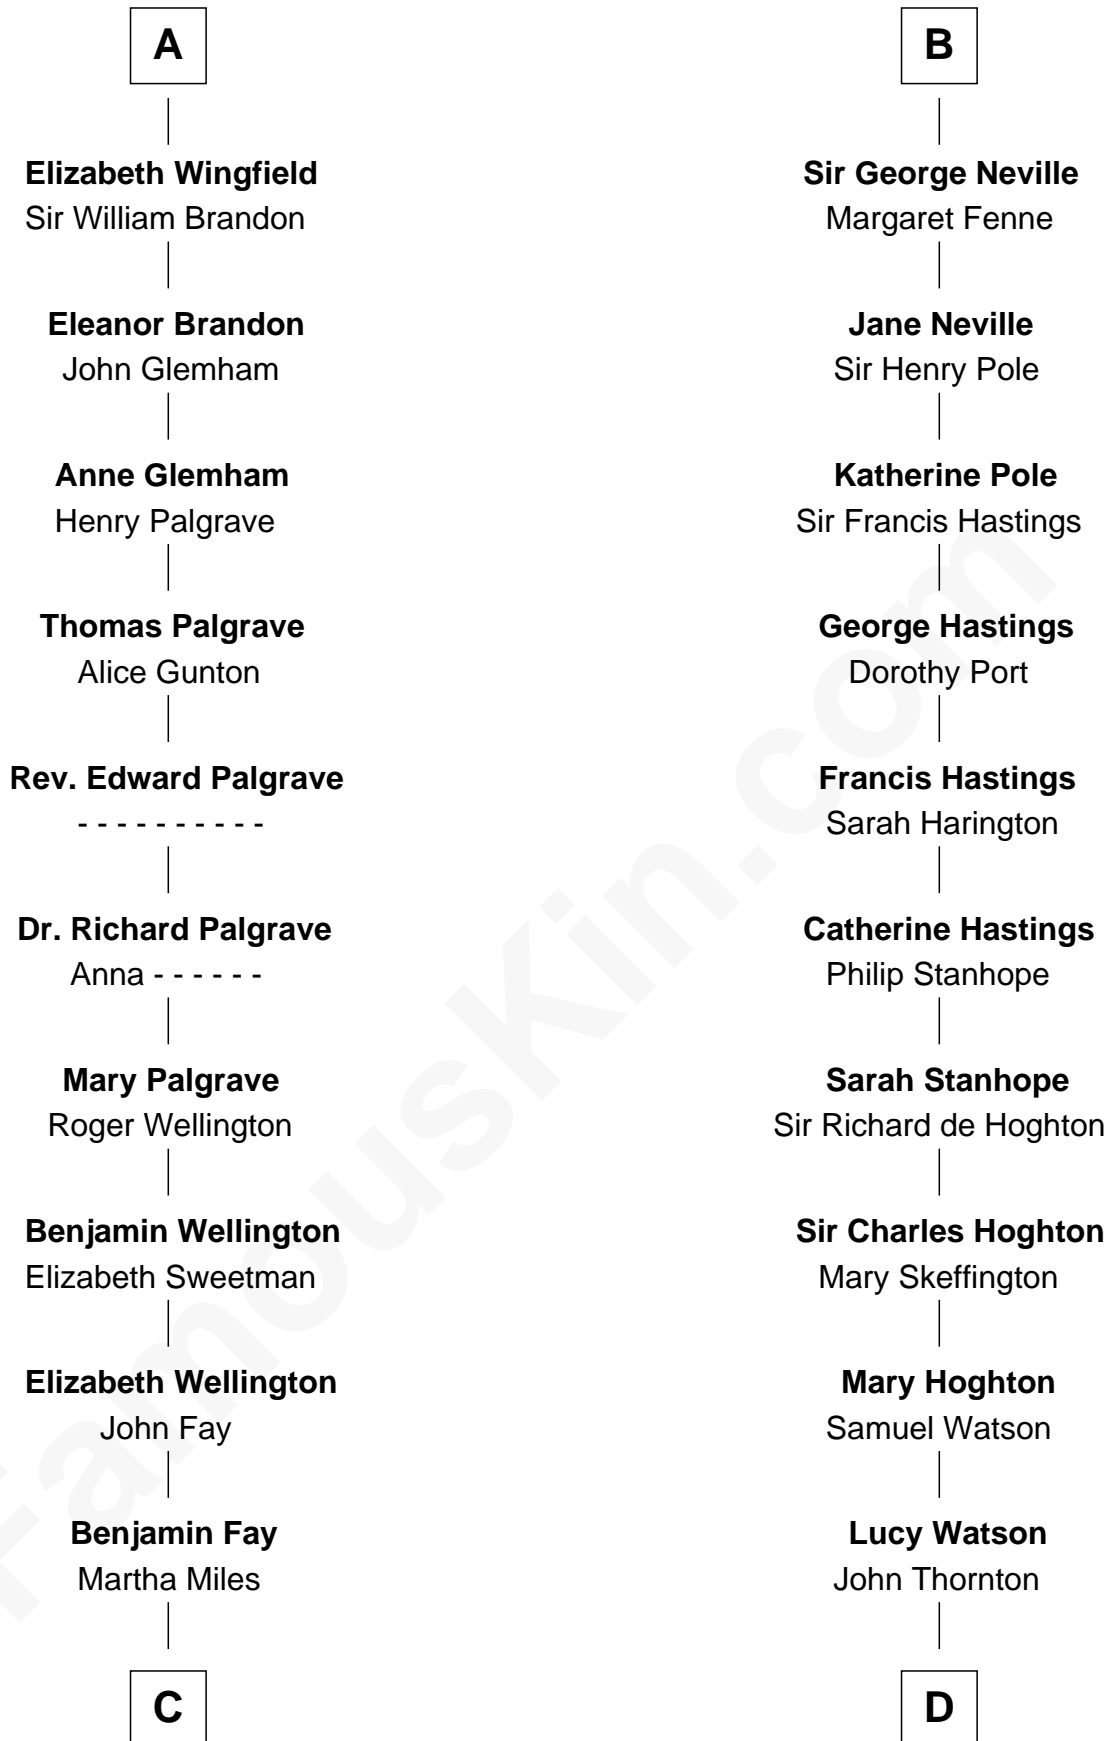 A
Elizabeth Wingfield
Sir William Brandon
Eleanor Brandon
John Glemham
Anne Glemham
Henry Palgrave
Thomas Palgrave
Alice Gunton
Rev. Edward Palgrave
- - - - - - - - - -
Dr. Richard Palgrave
Anna - - - - - -
Mary Palgrave
Roger Wellington
Benjamin Wellington
Elizabeth Sweetman
Elizabeth Wellington
John Fay
Benjamin Fay
Martha Miles
C
B
Sir George Neville
Margaret Fenne
Jane Neville
Sir Henry Pole
Katherine Pole
Sir Francis Hastings
George Hastings
Dorothy Port
Francis Hastings
Sarah Harington
Catherine Hastings
Philip Stanhope
Sarah Stanhope
Sir Richard de Hoghton
Sir Charles Hoghton
Mary Skeffington
Mary Hoghton
Samuel Watson
Lucy Watson
John Thornton
D
FamousKin.com